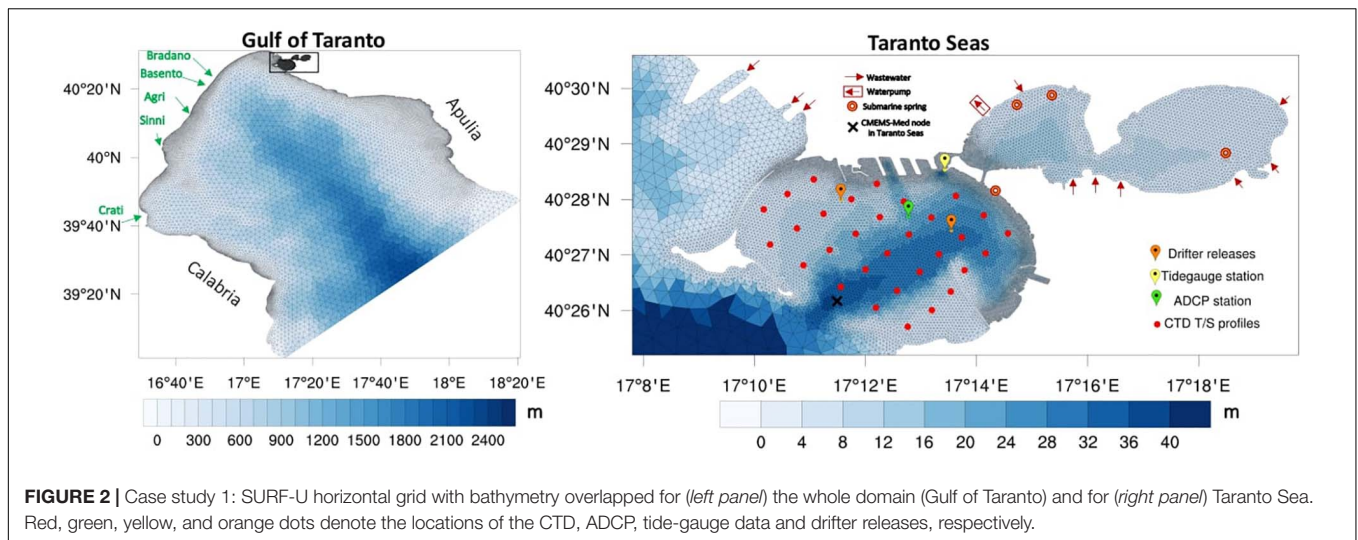 Gulf of Taranto
Bradano
Basento
Agri
Sinni
Crati
Apulia
Calabria
40°20'N
40°N
39°40'N
39°20'N
16°40'E 17°E 17°20'E 17°40'E 18°20'E
m
0 300 600 900 1200 1500 1800 2100 2400
Taranto Seas
Wastewater
Waterpump
Submarine spring
CMEMS-Med node
in Taranto Seas
40°30'N
40°29'N
40°28'N
40°27'N
40°26'N
Drifter releases
Tidegauge station
ADCP station
CTD T/S profiles
17°8'E 17°10'E 17°12'E 17°14'E 17°16'E 17°18'E
m
0 4 8 12 16 20 24 28 32 36 40
FIGURE 2 | Case study 1: SURF-U horizontal grid with bathymetry overlapped for (left panel) the whole domain (Gulf of Taranto) and for (right panel) Taranto Sea.
Red, green, yellow, and orange dots denote the locations of the CTD, ADCP, tide-gauge data and drifter releases, respectively.